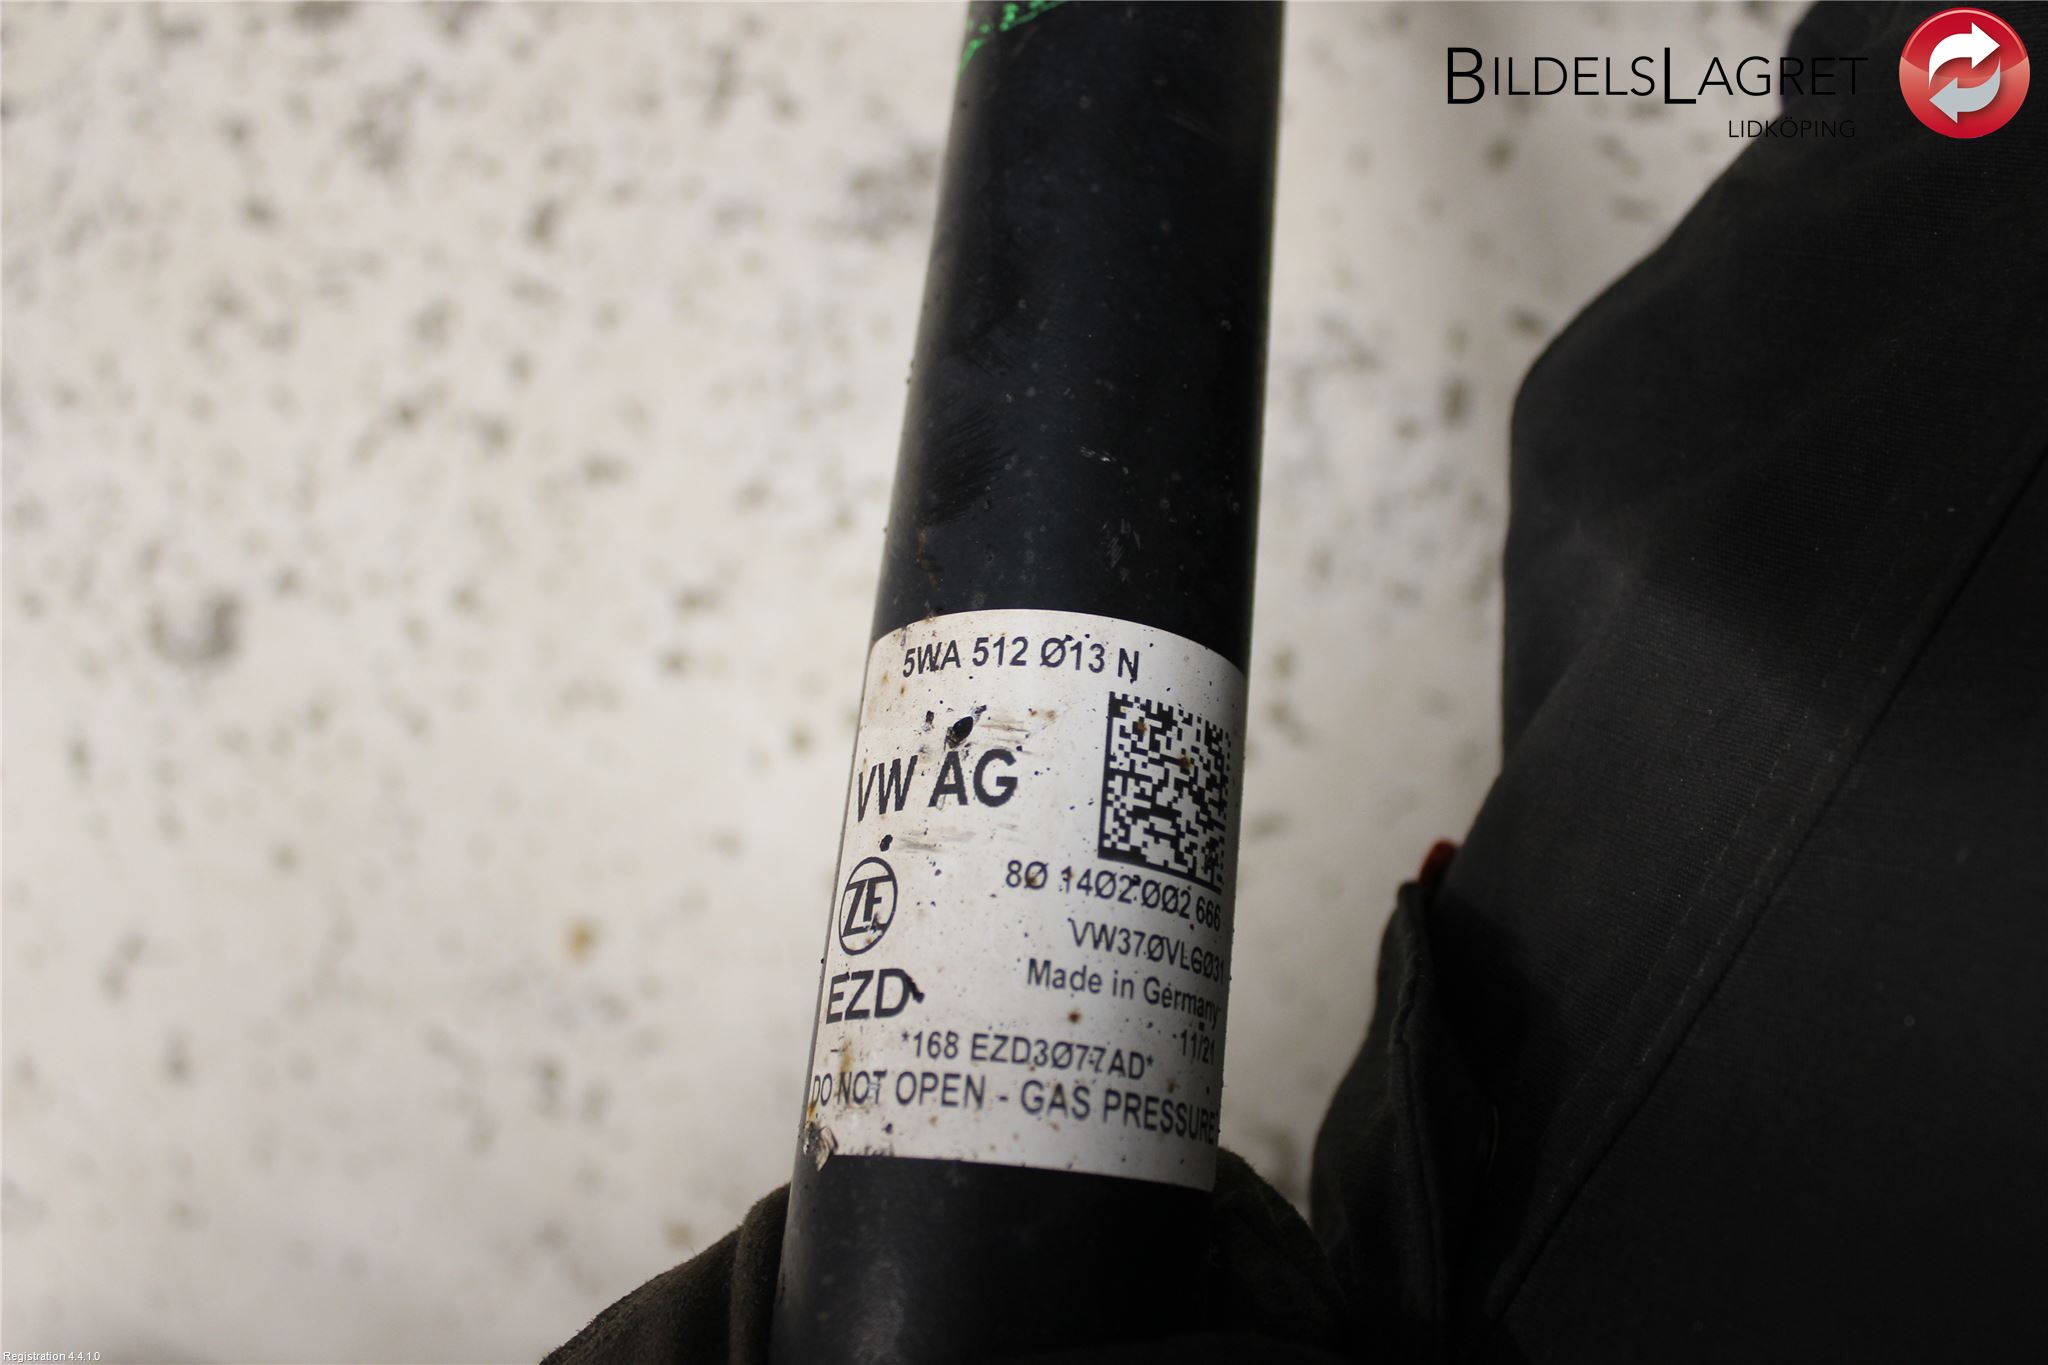 BILDELSLAGRET
LIDKÖPING
5WA 512 Ø13 N
VW AG
8Ø 14Ø2 ØØ2 666
ZF
VW37ØVLGØ31
EZD
Made in Germany
11/21
*168 EZD3Ø77AD*
DO NOT OPEN - GAS PRESSURE
Registration 4.4.1.0